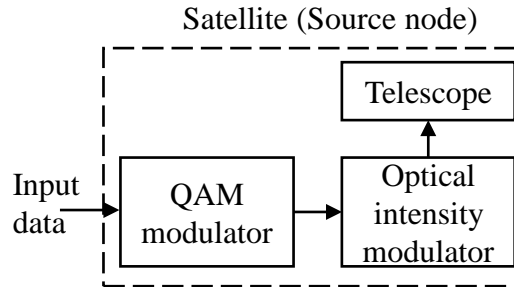 Satellite (Source node)
Telescope
Input
data
QAM
modulator
Optical
intensity
modulator